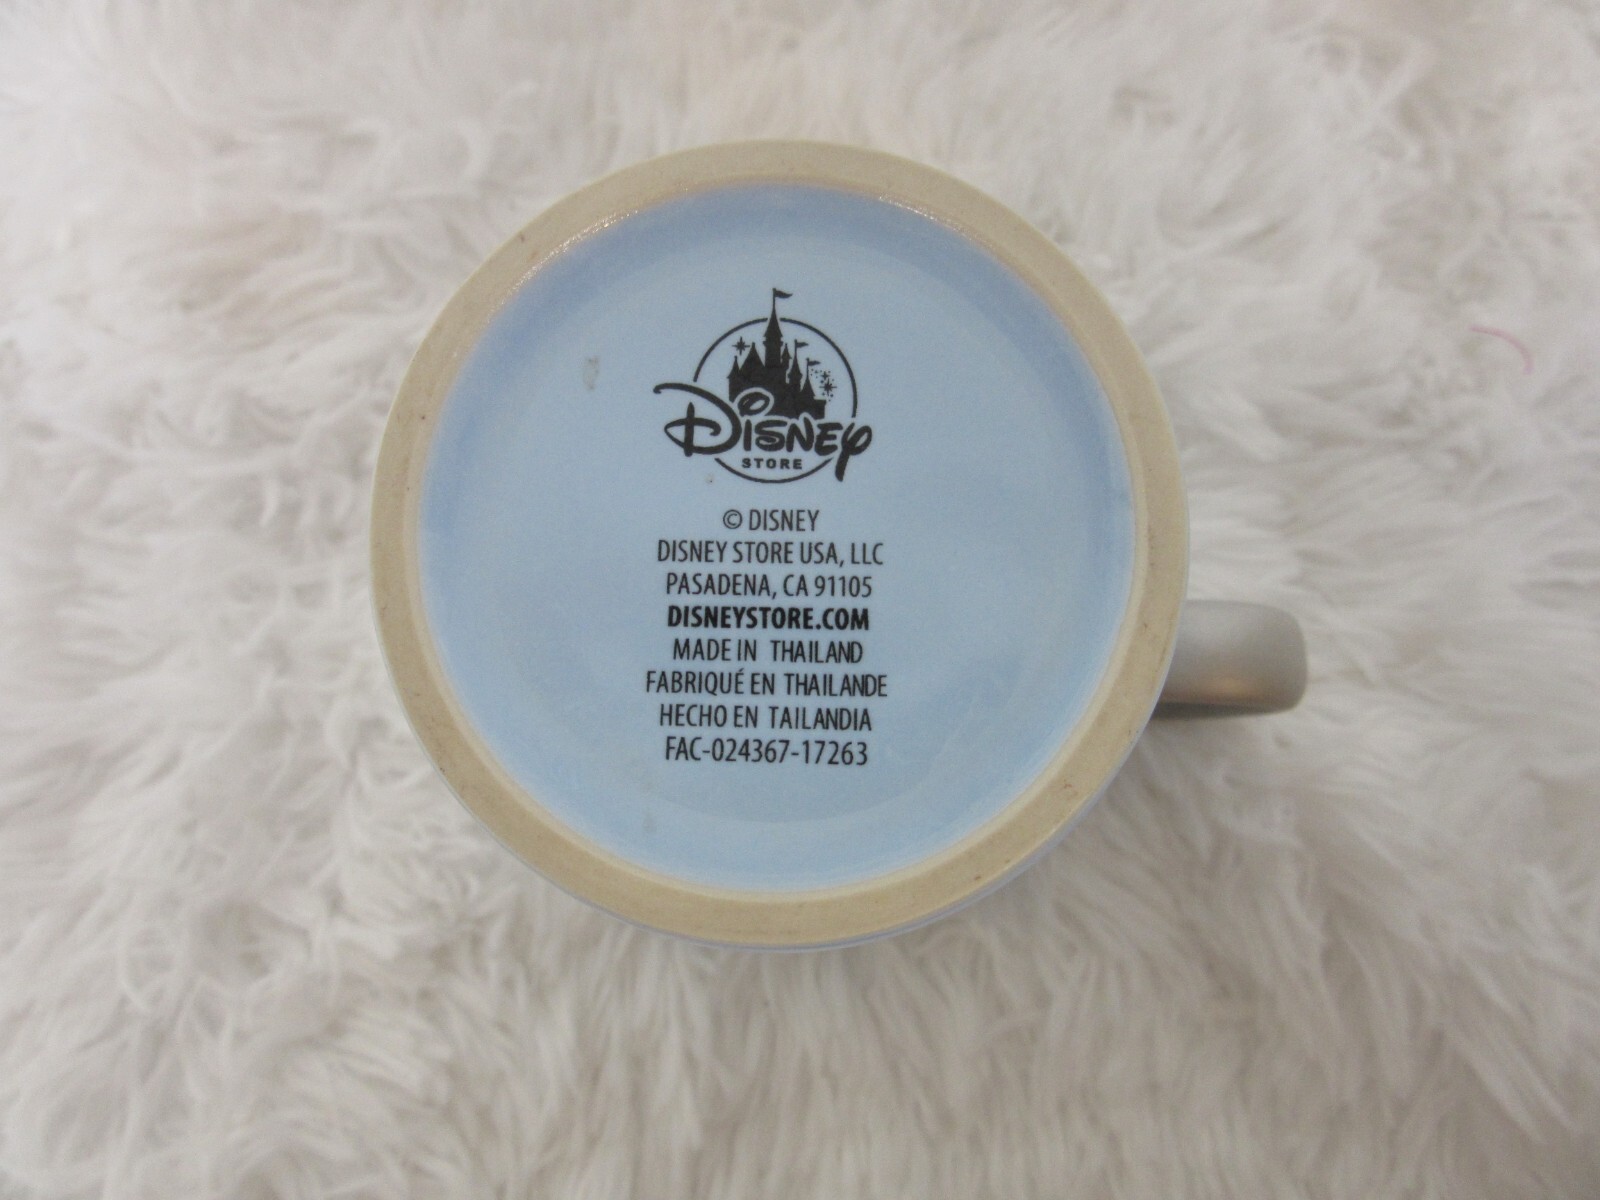 Disney
STORE
© DISNEY
DISNEY STORE USA, LLC
PASADENA, CA 91105
DISNEYSTORE.COM
MADE IN THAILAND
FABRIQUÉ EN THAILANDE
HECHO EN TAILANDIA
FAC-024367-17263